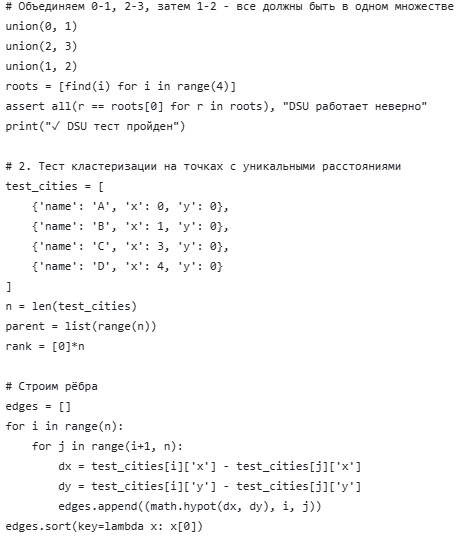 # Объединяем 0-1, 2-3, затем 1-2 - все должны быть в одном множестве
union(0, 1)
union(2, 3)
union(1, 2)
roots = [find(i) for i in range(4)]
assert all(r == roots[0] for r in roots), "DSU работает неверно"
print("✓ DSU тест пройден")

# 2. Тест кластеризации на точках с уникальными расстояниями
test_cities = [
    {'name': 'A', 'x': 0, 'y': 0},
    {'name': 'B', 'x': 1, 'y': 0},
    {'name': 'C', 'x': 3, 'y': 0},
    {'name': 'D', 'x': 4, 'y': 0}
]
n = len(test_cities)
parent = list(range(n))
rank = [0]*n

# Строим рёбра
edges = []
for i in range(n):
    for j in range(i+1, n):
        dx = test_cities[i]['x'] - test_cities[j]['x']
        dy = test_cities[i]['y'] - test_cities[j]['y']
        edges.append((math.hypot(dx, dy), i, j))
edges.sort(key=lambda x: x[0])